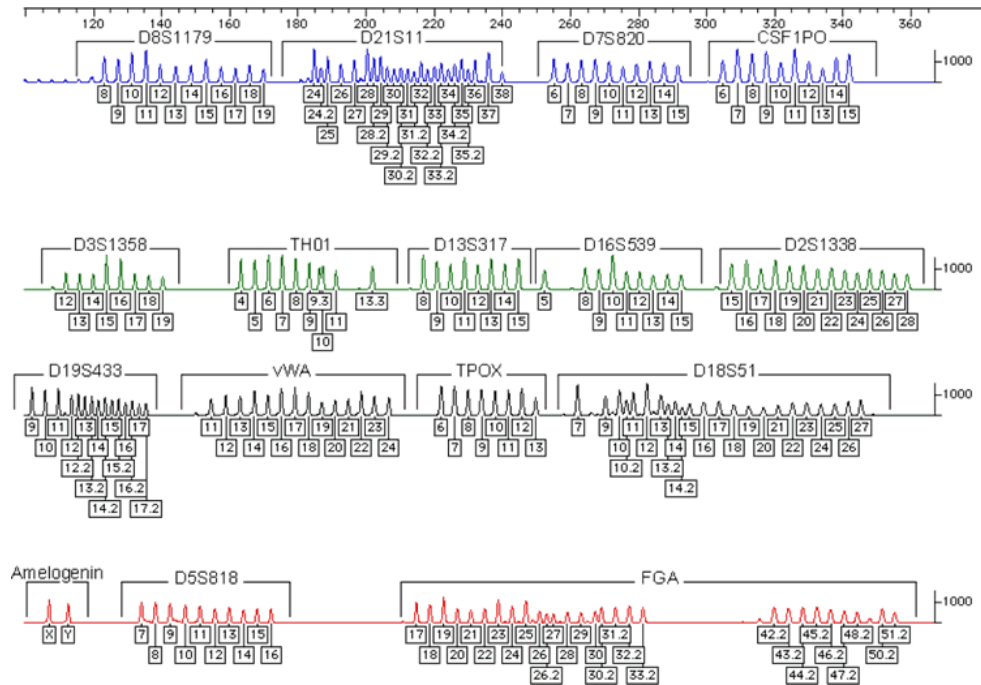 120 140 160 180 200 220 240 260 280 300 320 340 360
D8S1179 D21S11 D7S820 CSF1PO
1000
8 10 12 14 16 18 24 26 28 29 30 32 34 36 38 6 8 10 12 14 6 8 10 12 14
9 11 13 15 17 19 24.2 27 28.2 31 33 35 37 7 9 11 13 15 7 9 11 13 15
25 28.2 29 31.2 34.2
29.2 32.2 35.2
30.2 33.2
D3S1358 TH01 D13S317 D16S539 D2S1338
1000
12 14 16 18 4 6 8 9.3 13.3 8 10 12 14 5 8 10 12 14 15 17 19 21 23 25 27
13 15 17 19 5 7 9 11 9 11 13 15 9 11 13 15 16 18 20 22 24 26 28
10
D19S433 vWA TPOX D18S51
1000
9 11 13 15 17 11 13 15 17 19 21 23 6 8 10 12 7 9 11 13 15 17 19 21 23 25 27
10 12 14 16 12 14 16 18 20 22 24 7 9 11 13 10 12 14 16 18 20 22 24 26
12.2 15.2 10.2 13.2
13.2 16.2 14.2
14.2 17.2
Amelogenin D5S818 FGA
1000
X Y 7 9 11 13 15 17 19 21 23 25 27 29 31.2 42.2 45.2 48.2 51.2
8 10 12 14 16 18 20 22 24 26 28 30 32.2 43.2 46.2 50.2
26.2 30.2 33.2 44.2 47.2